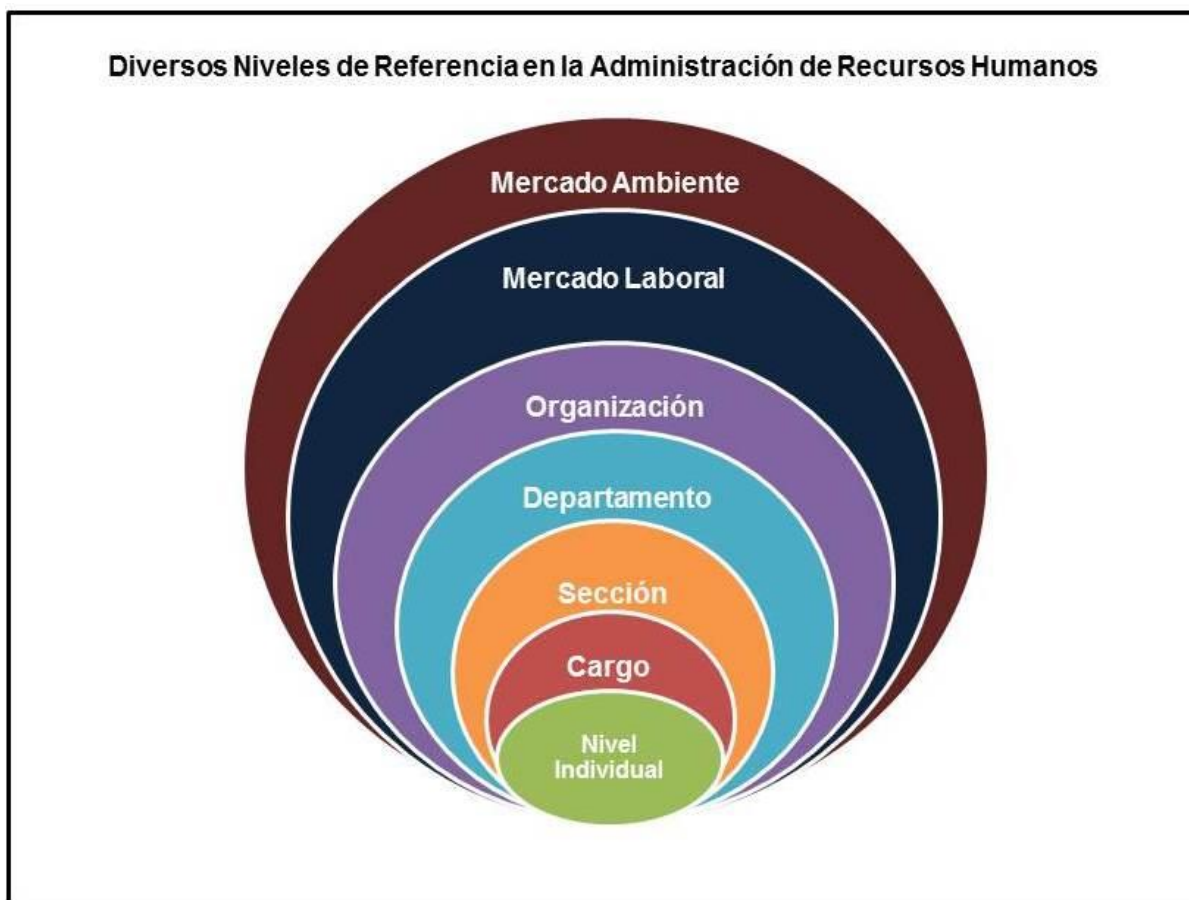 Diversos Niveles de Referencia en la Administración de Recursos Humanos
Mercado Ambiente
Mercado Laboral
Organización
Departamento
Sección
Cargo
Nivel
Individual